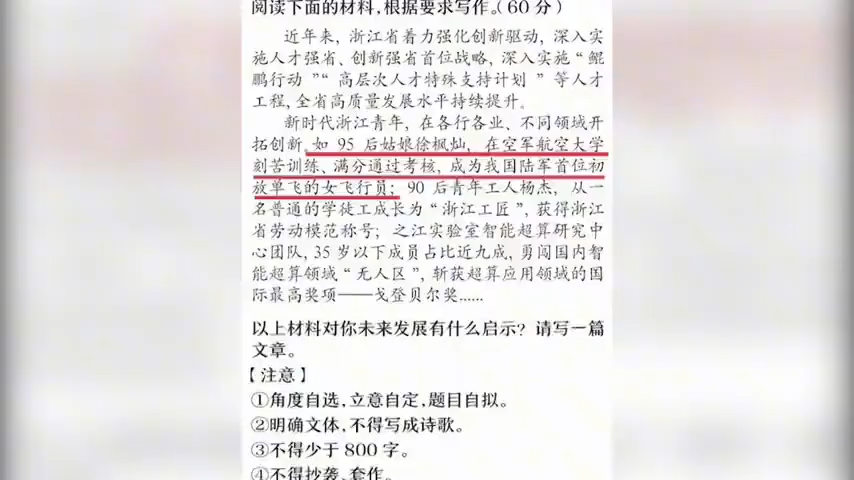 阅读下面的材料,根据要求写作。(60 分)
近年来, 浙江省着力强化创新驱动, 深入实
施人才强省、创新强省首位战略, 深入实施“鲲
鹏行动”“高层次人才特殊支持计划”等人才
工程, 全省高质量发展水平持续提升。
新时代浙江青年, 在各行各业、不同领域开
拓创新。如 95 后姑娘徐枫灿, 在空军航空大学
刻苦训练、满分通过考核, 成为我国陆军首位初
放单飞的女飞行员; 90 后青年工人杨杰, 从一
名普通的学徒工成长为“浙江工匠”, 获得浙江
省劳动模范称号; 之江实验室智能超算研究中
心团队, 35 岁以下成员占比近九成, 勇闯国内智
能超算领域“无人区”, 斩获超算应用领域的国
际最高奖项——戈登贝尔奖......
以上材料对你未来发展有什么启示? 请写一篇
文章。
【注意】
①角度自选,立意自定,题目自拟。
②明确文体,不得写成诗歌。
③不得少于 800 字。
④不得抄袭、套作。